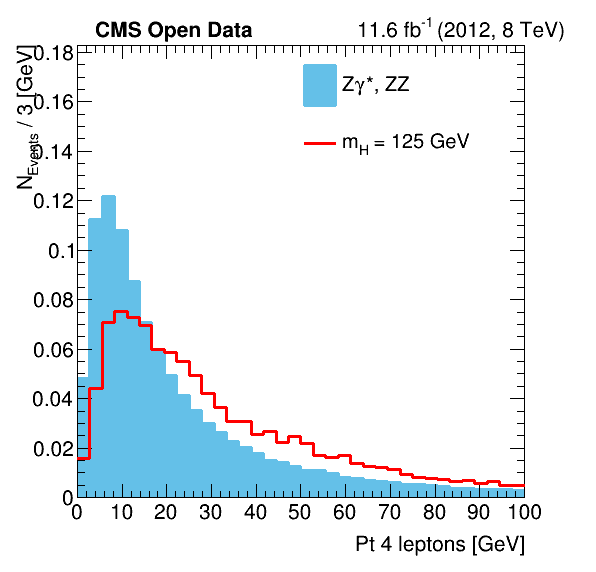 CMS Open Data 11.6 fb⁻¹ (2012, 8 TeV)
N_Events / 3 [GeV]
0.18
0.16
0.14
0.12
0.1
0.08
0.06
0.04
0.02
0
Zγ*, ZZ
m_H = 125 GeV
0 10 20 30 40 50 60 70 80 90 100
Pt 4 leptons [GeV]